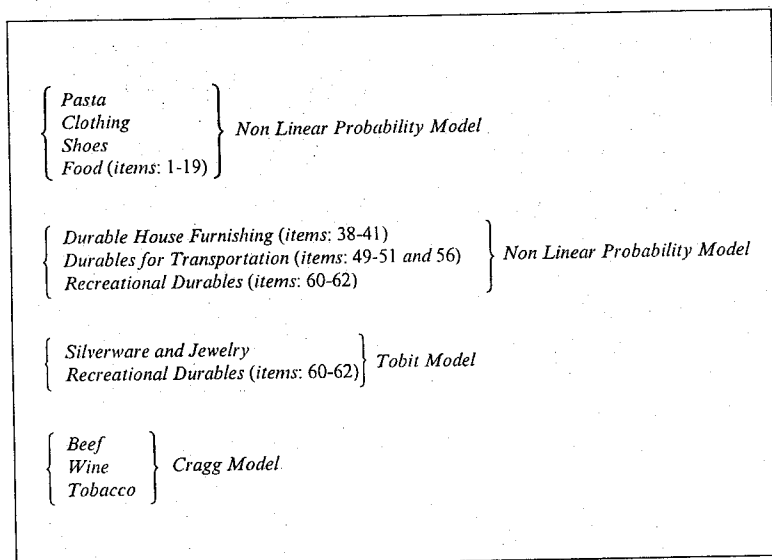 Pasta
Clothing
Shoes
Food (items: 1-19)
Non Linear Probability Model
Durable House Furnishing (items: 38-41)
Durables for Transportation (items: 49-51 and 56)
Recreational Durables (items: 60-62)
Non Linear Probability Model
Silverware and Jewelry
Recreational Durables (items: 60-62)
Tobit Model
Beef
Wine
Tobacco
Cragg Model